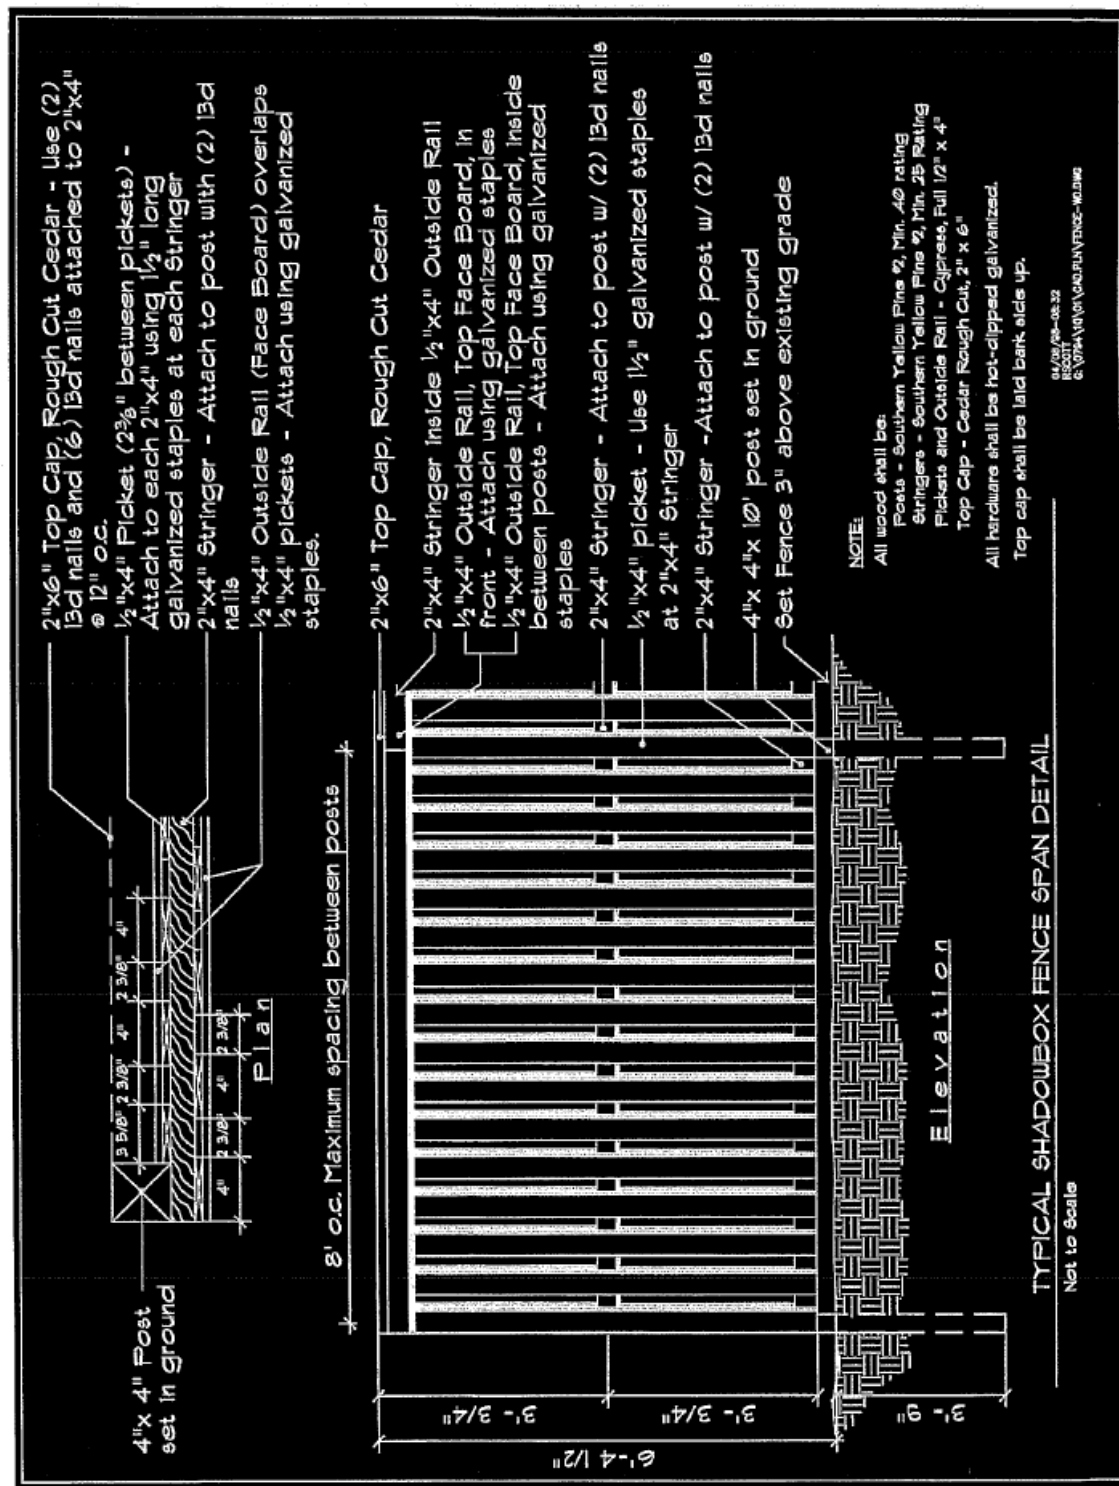 2"x6" Top Cap, Rough Cut Cedar - Use (2)
13d nails and (6) 13d nails attached to 2"x4"
@ 12" o.c.
½"x4" Picket (2⅜" between pickets) -
Attach to each 2"x4" using 1½" long
galvanized staples at each Stringer
2"x4" Stringer - Attach to post with (2) 13d
nails
½"x4" Outside Rail (Face Board) overlaps
½"x4" pickets - Attach using galvanized
staples.
4"x 4" Post
set in ground
3 5/8" 2 3/8" 4" 2 3/8" 4"
4" 2 3/8" 4" 2 3/8"
Plan
8' o.c. Maximum spacing between posts
2"x6" Top Cap, Rough Cut Cedar
2"x4" Stringer Inside ½"x4" Outside Rail
½"x4" Outside Rail, Top Face Board, In
front - Attach using galvanized staples
½"x4" Outside Rail, Top Face Board, Inside
between posts - Attach using galvanized
staples
2"x4" Stringer - Attach to post w/ (2) 13d nails
½"x4" picket - Use 1½" galvanized staples
at 2"x4" Stringer
2"x4" Stringer -Attach to post w/ (2) 13d nails
4"x 4"x 10' post set in ground
Set Fence 3" above existing grade
3'- 3/4"
3'- 3/4"
3'- 9"
6'-4 1/2"
Elevation
NOTE:
All wood shall be:
Posts - Southern Yellow Pine #2, Min. .40 rating
Stringers - Southern Yellow Pine #2, Min. .25 Rating
Pickets and Outside Rail - Cypress, Full 1/2" x 4"
Top Cap - Cedar Rough Cut, 2" x 6"
All hardware shall be hot-dipped galvanized.
Top cap shall be laid bark side up.
TYPICAL SHADOWBOX FENCE SPAN DETAIL
Not to Scale
RSCOTT